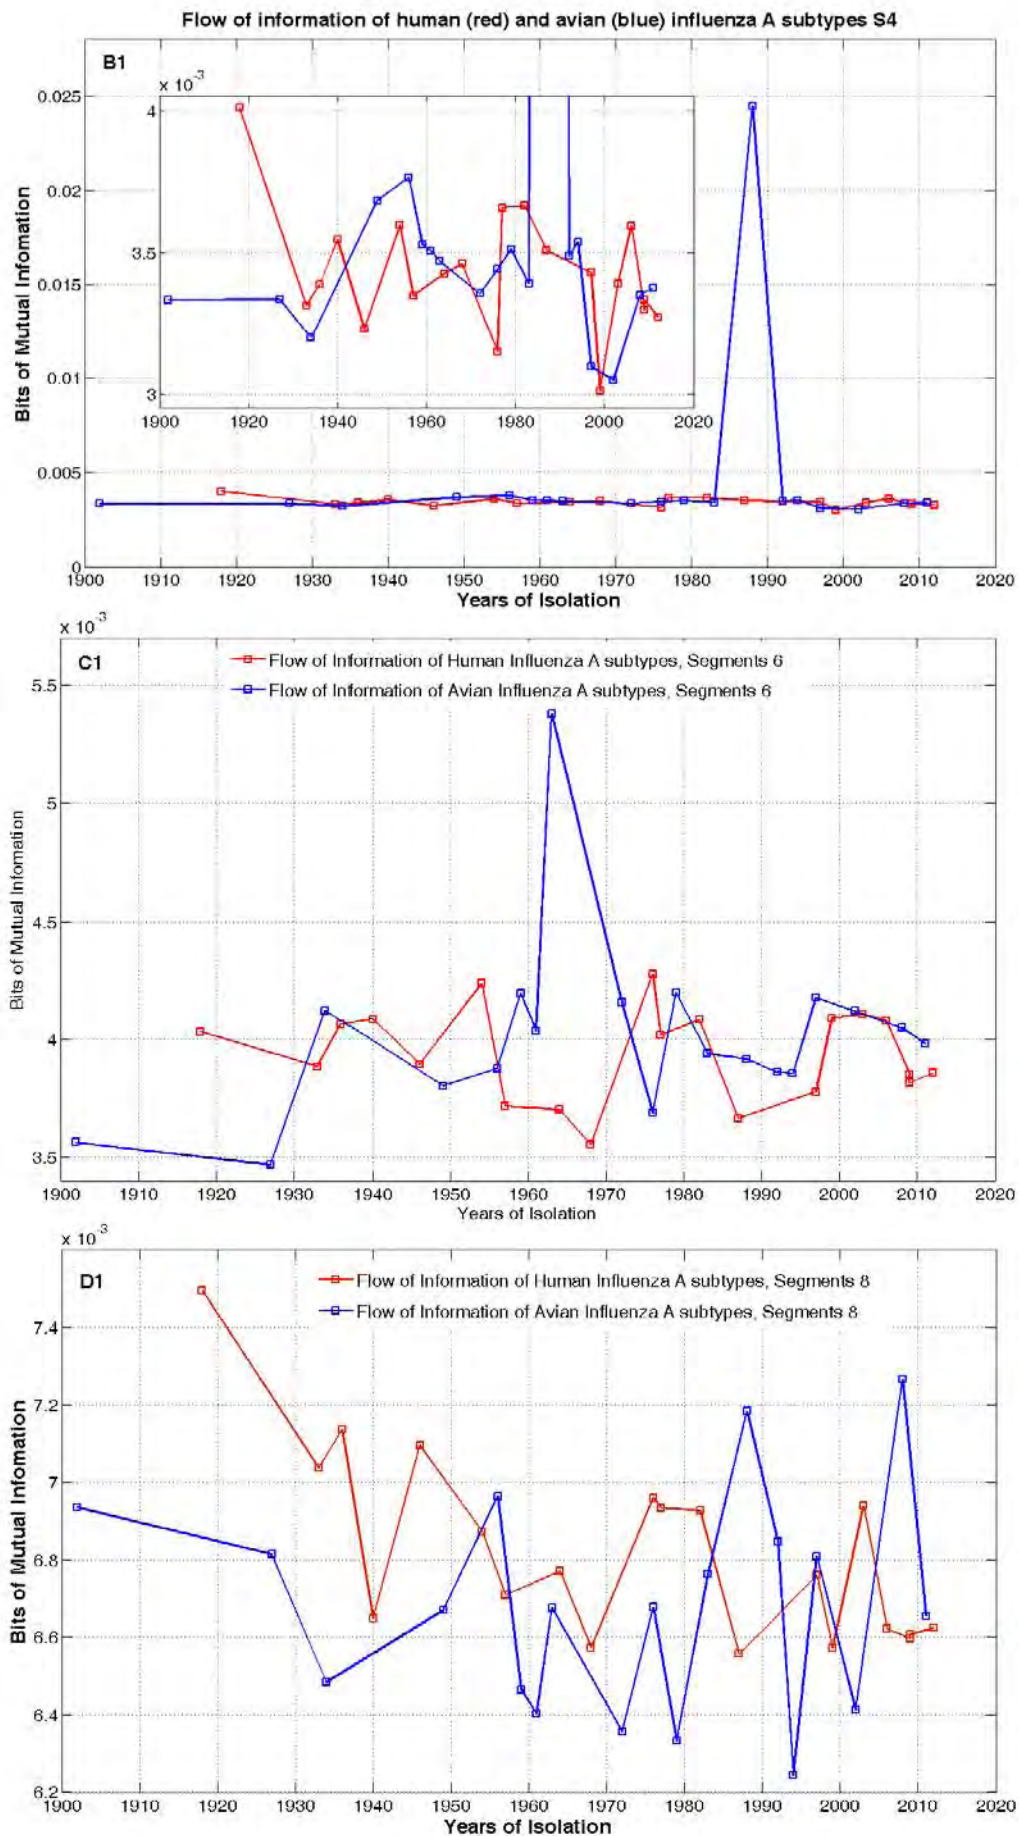 Flow of information of human (red) and avian (blue) influenza A subtypes S4
B1
x 10^-3
0.025
0.02
0.015
0.01
0.005
0
4
3.5
3
1900 1920 1940 1960 1980 2000 2020
Bits of Mutual Infomation
1900 1910 1920 1930 1940 1950 1960 1970 1980 1990 2000 2010 2020
Years of Isolation
x 10^-3
C1
Flow of Information of Human Influenza A subtypes, Segments 6
Flow of Information of Avian Influenza A subtypes, Segments 6
5.5
5
4.5
4
3.5
Bits of Mutual Infomation
1900 1910 1920 1930 1940 1950 1960 1970 1980 1990 2000 2010 2020
Years of Isolation
x 10^-3
D1
Flow of Information of Human Influenza A subtypes, Segments 8
Flow of Information of Avian Influenza A subtypes, Segments 8
7.4
7.2
7
6.8
6.6
6.4
6.2
Bits of Mutual Infomation
1900 1910 1920 1930 1940 1950 1960 1970 1980 1990 2000 2010 2020
Years of Isolation